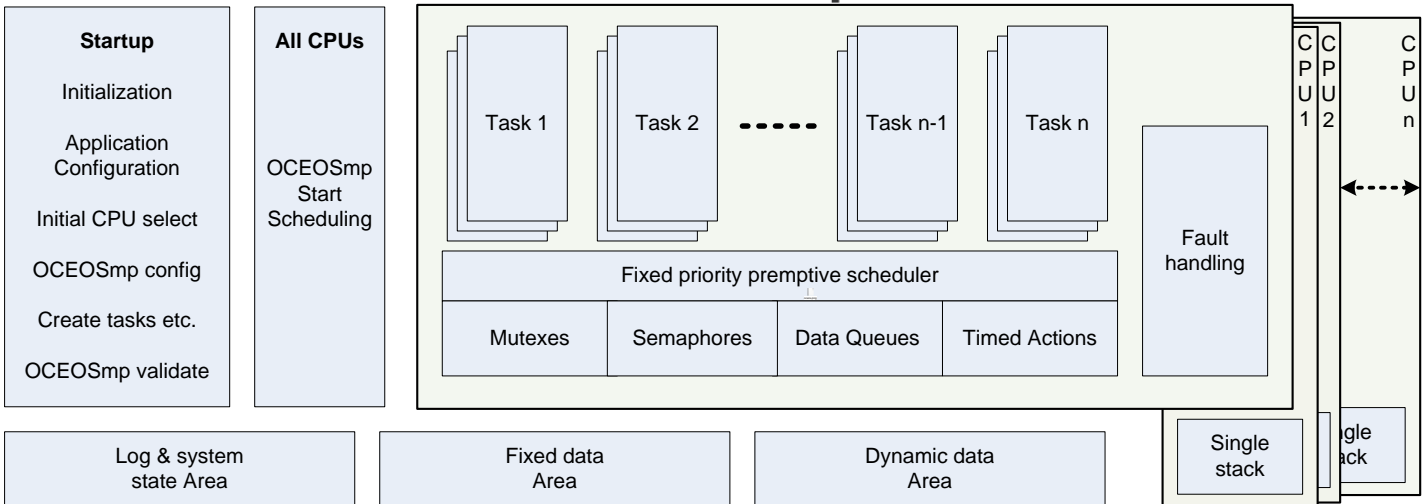 Startup
Initialization
Application
Configuration
Initial CPU select
OCEOSmp config
Create tasks etc.
OCEOSmp validate
All CPUs
OCEOSmp
Start
Scheduling
Task 1
Task 2
Task n-1
Task n
Fixed priority premptive scheduler
Mutexes
Semaphores
Data Queues
Timed Actions
Fault
handling
C
P
U
1
C
P
U
2
C
P
U
n
Single
stack
ngle
ack
Log & system
state Area
Fixed data
Area
Dynamic data
Area